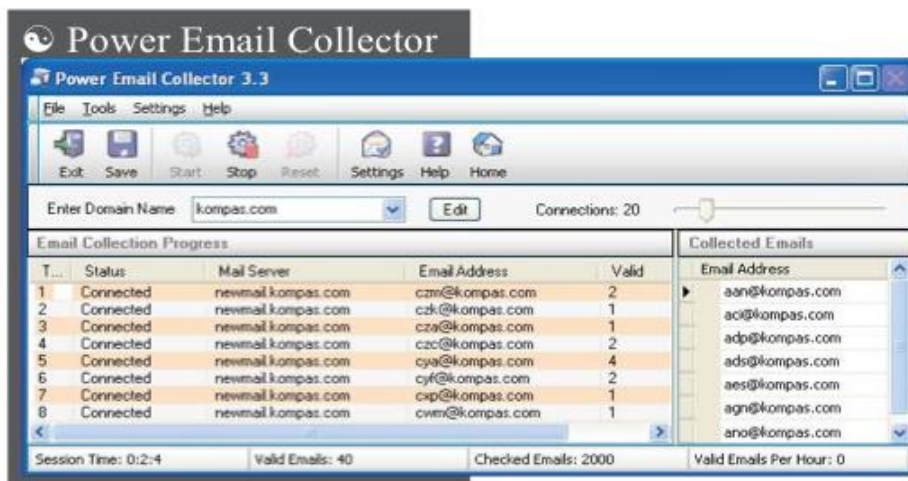 ☯ Power Email Collector
Power Email Collector 3.3
File Tools Settings Help
Exit Save Start Stop Reset Settings Help Home
Enter Domain Name kompas.com Edit Connections: 20
Email Collection Progress Collected Emails
T... Status Mail Server Email Address Valid Email Address
1 Connected newmail.kompas.com czm@kompas.com 2 aan@kompas.com
2 Connected newmail.kompas.com czk@kompas.com 1 aci@kompas.com
3 Connected newmail.kompas.com cza@kompas.com 1 adp@kompas.com
4 Connected newmail.kompas.com czc@kompas.com 2 ads@kompas.com
5 Connected newmail.kompas.com cya@kompas.com 4 aes@kompas.com
6 Connected newmail.kompas.com cyf@kompas.com 2 agn@kompas.com
7 Connected newmail.kompas.com cxp@kompas.com 1 ano@kompas.com
8 Connected newmail.kompas.com cwm@kompas.com 1
Session Time: 0:2:4 Valid Emails: 40 Checked Emails: 2000 Valid Emails Per Hour: 0